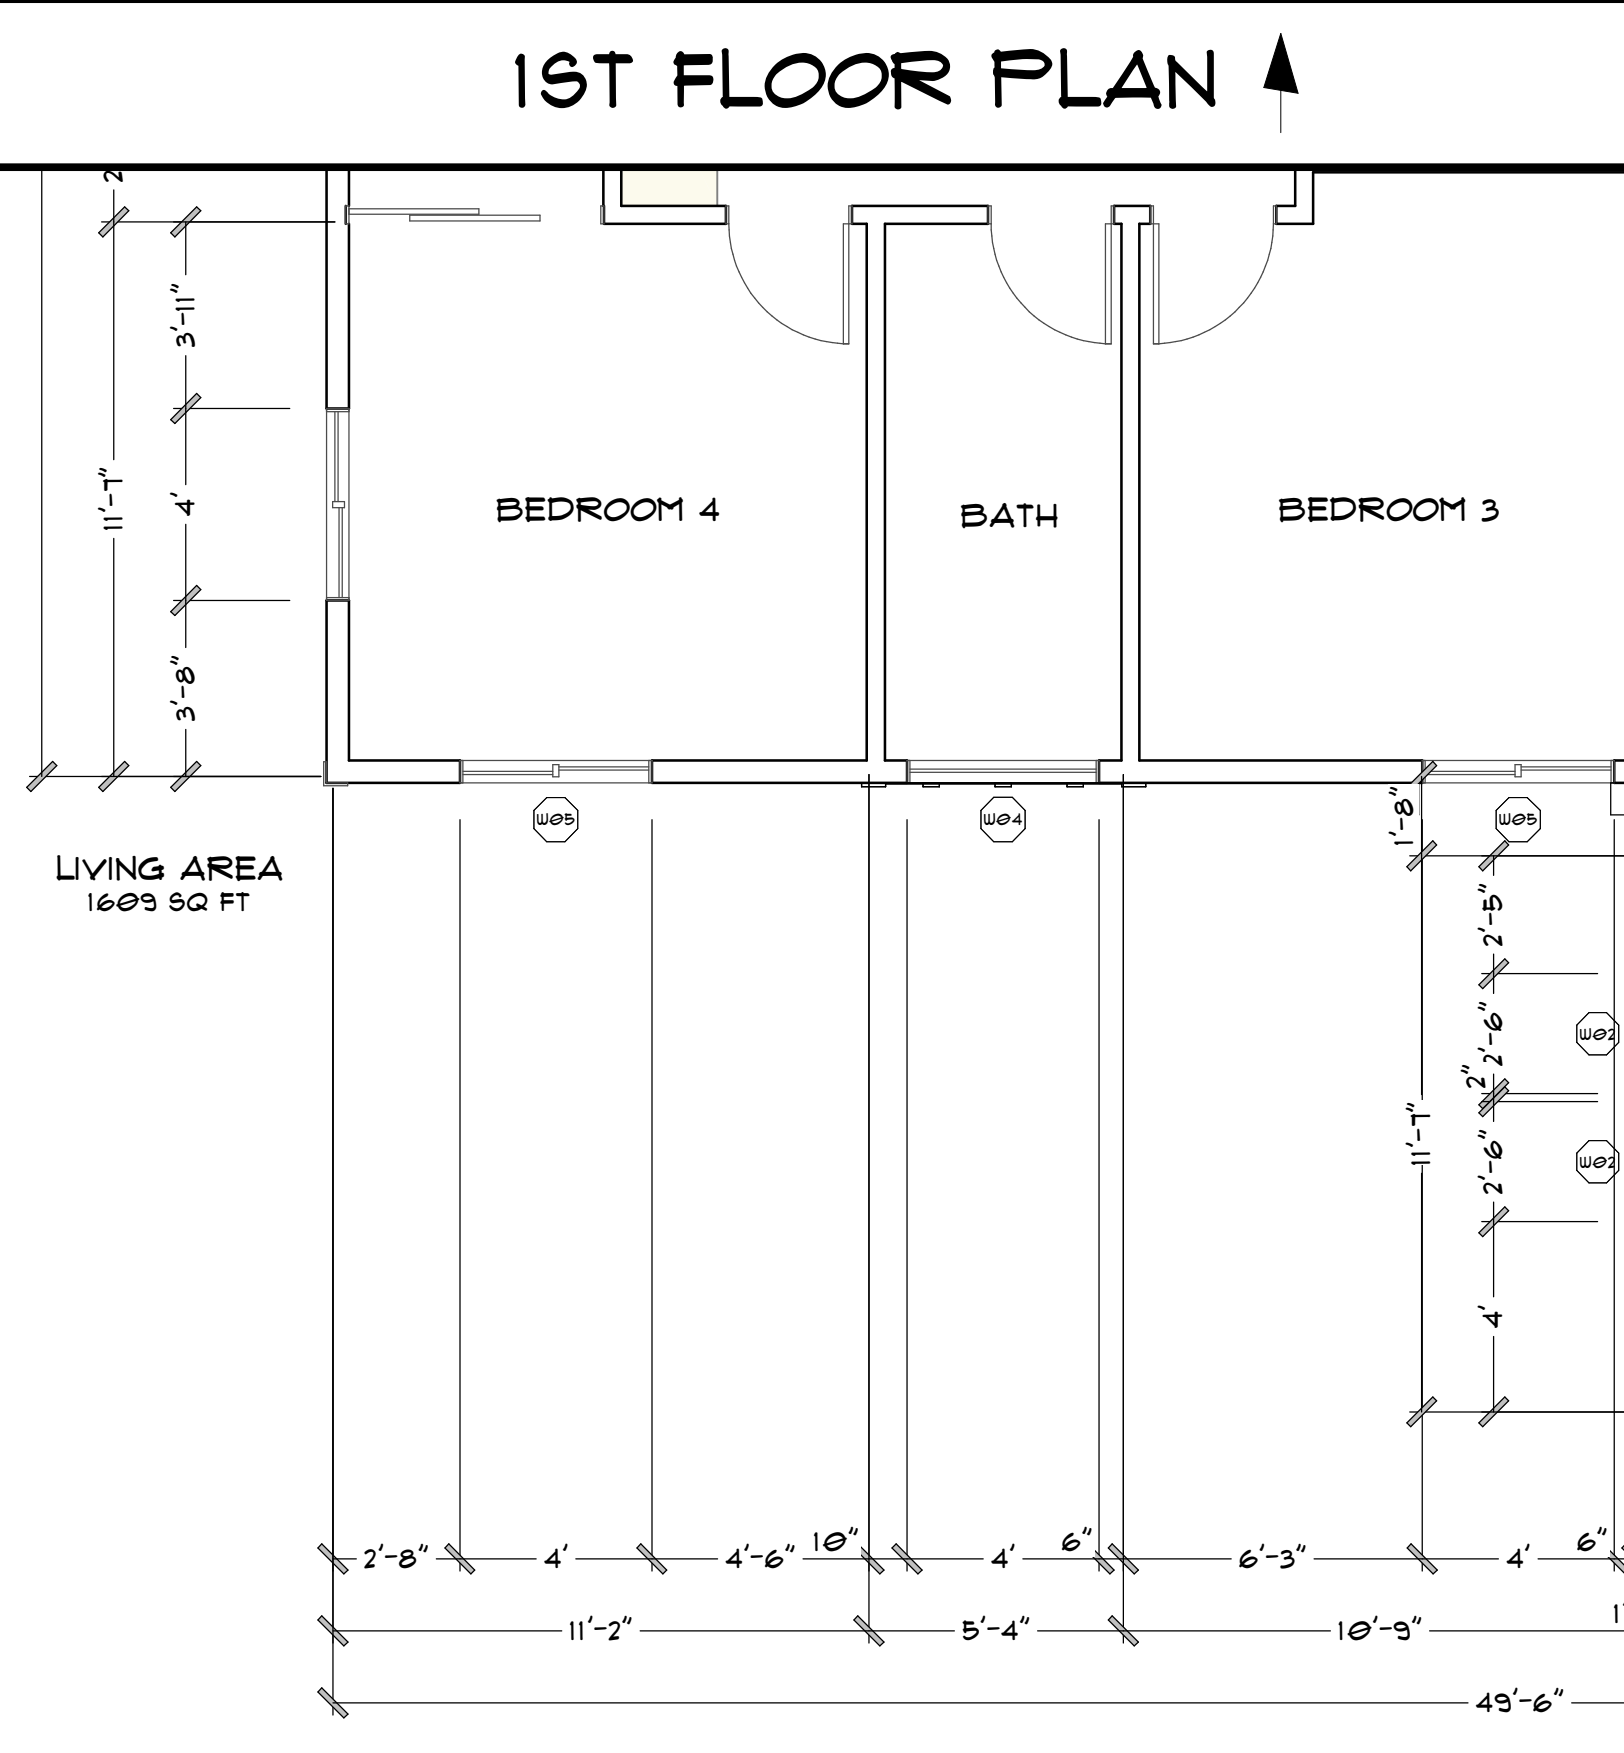 1ST FLOOR PLAN
2
3'-11"
11'-7"
4'
BEDROOM 4
BATH
BEDROOM 3
3'-8"
W05
W04
1'-8"
W05
LIVING AREA
1609 SQ FT
2'-5"
2'-6"
W02
2"
11'-7"
2'-6"
W02
4'
2'-8"
4'
4'-6"
10"
4'
6"
6'-3"
4'
6"
11'-2"
5'-4"
10'-9"
49'-6"